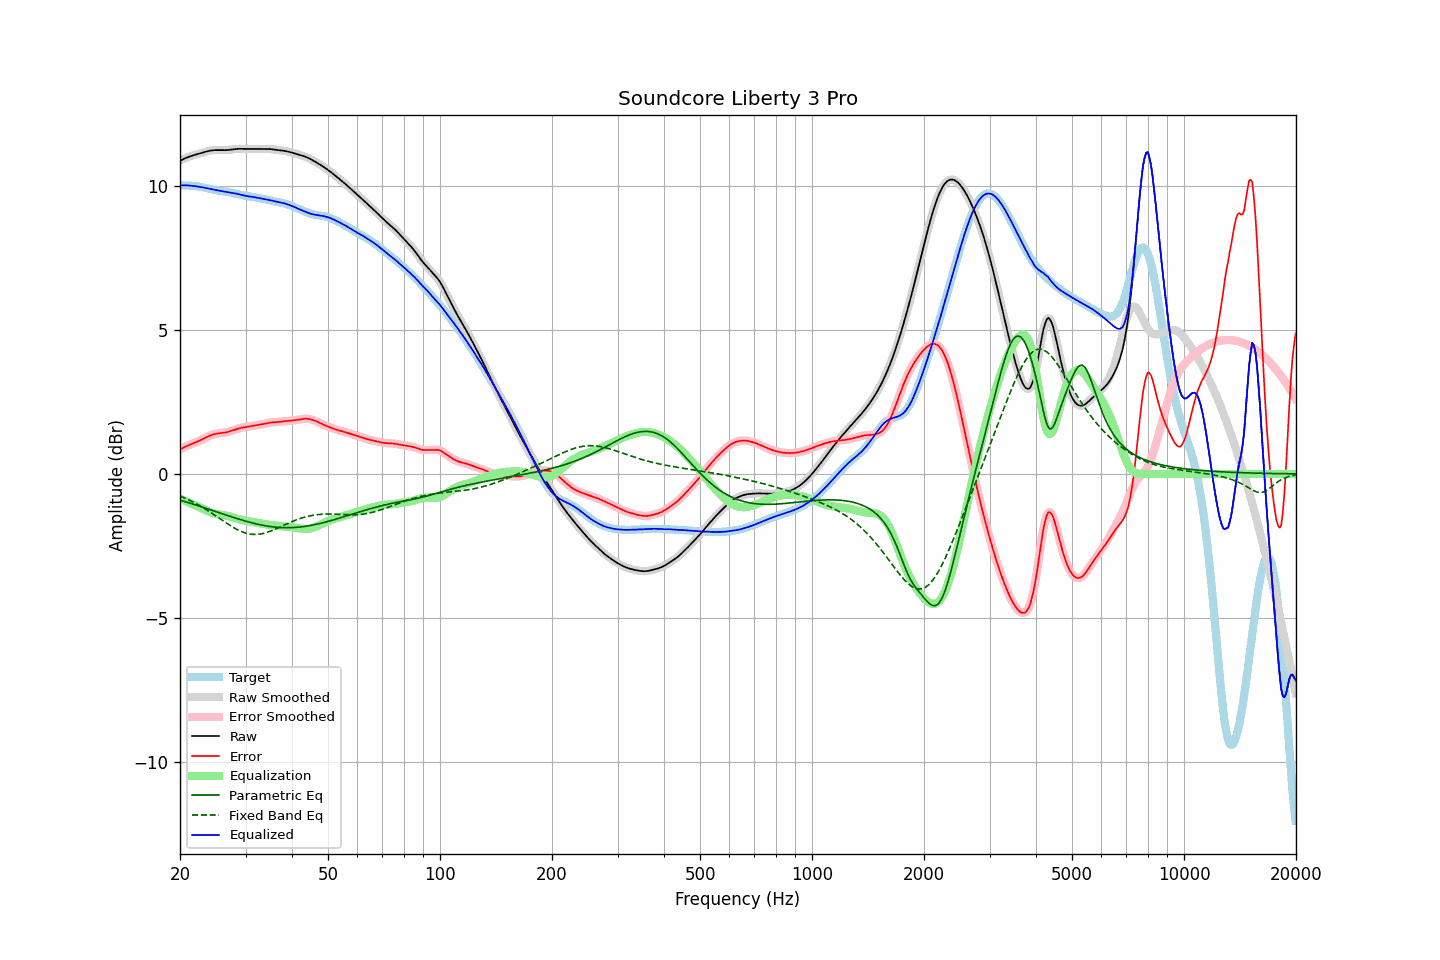 Soundcore Liberty 3 Pro
Amplitude (dBr)
10
5
0
−5
−10
Target
Raw Smoothed
Error Smoothed
Raw
Error
Equalization
Parametric Eq
Fixed Band Eq
Equalized
20 50 100 200 500 1000 2000 5000 10000 20000
Frequency (Hz)